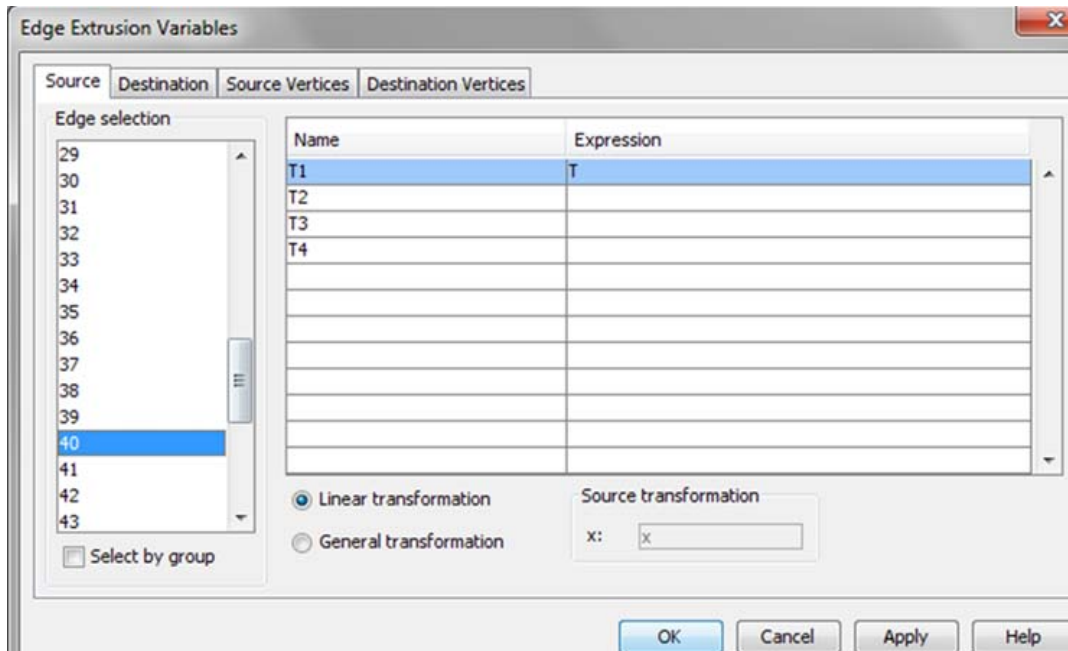 Edge Extrusion Variables
Source Destination Source Vertices Destination Vertices
Edge selection
29
30
31
32
33
34
35
36
37
38
39
40
41
42
43
Select by group
Name Expression
T1 T
T2
T3
T4
Linear transformation
General transformation
Source transformation
x: x
OK Cancel Apply Help